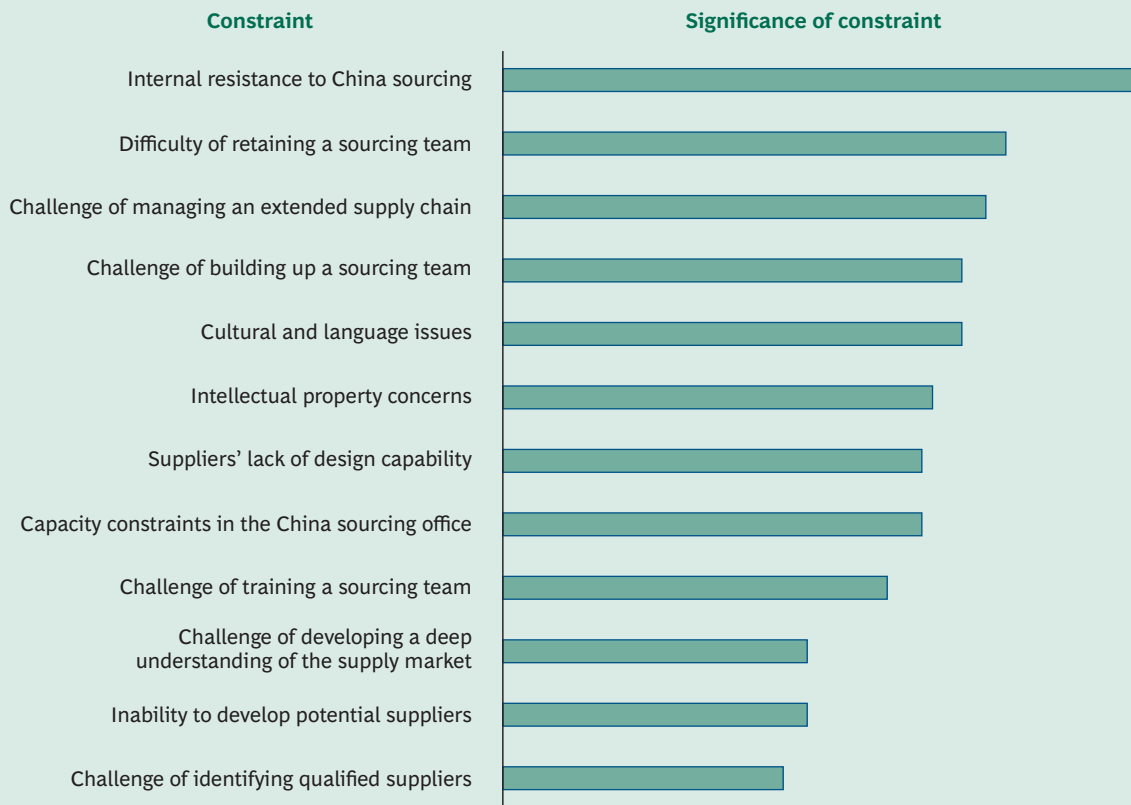 Constraint Significance of constraint
Internal resistance to China sourcing
Difficulty of retaining a sourcing team
Challenge of managing an extended supply chain
Challenge of building up a sourcing team
Cultural and language issues
Intellectual property concerns
Suppliers’ lack of design capability
Capacity constraints in the China sourcing office
Challenge of training a sourcing team
Challenge of developing a deep
understanding of the supply market
Inability to develop potential suppliers
Challenge of identifying qualified suppliers